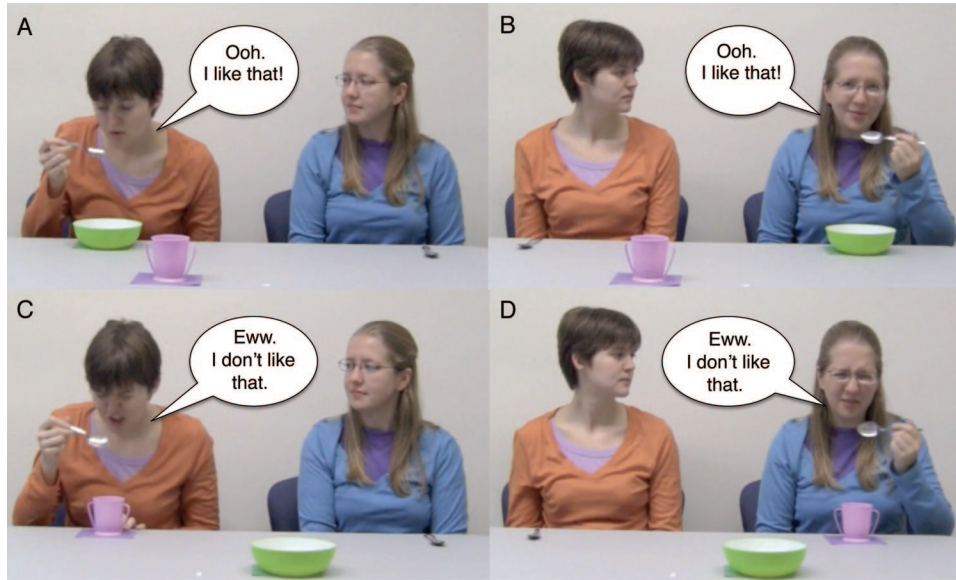 A
Ooh.
I like that!
B
Ooh.
I like that!
C
Eww.
I don't like
that.
D
Eww.
I don't like
that.